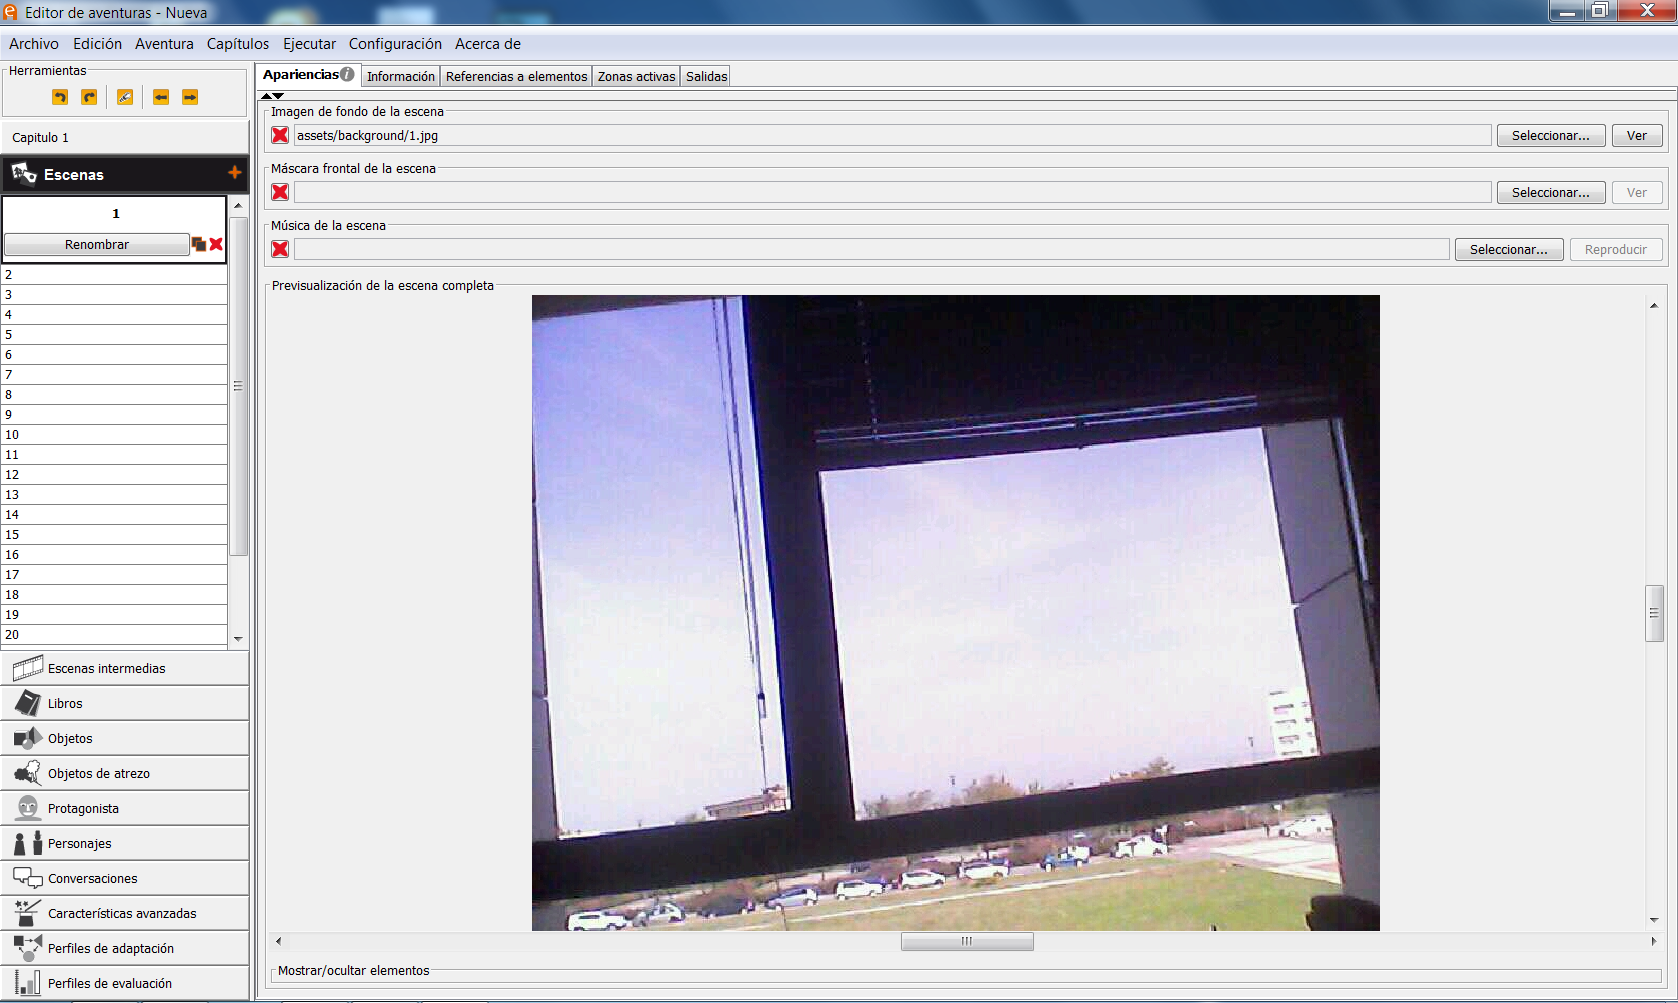 Editor de aventuras - Nueva
Archivo Edición Aventura Capítulos Ejecutar Configuración Acerca de
Herramientas
Capitulo 1
Escenas
1
Renombrar
2
3
4
5
6
7
8
9
10
11
12
13
14
15
16
17
18
19
20
Escenas intermedias
Libros
Objetos
Objetos de atrezo
Protagonista
Personajes
Conversaciones
Características avanzadas
Perfiles de adaptación
Perfiles de evaluación
Apariencias Información Referencias a elementos Zonas activas Salidas
Imagen de fondo de la escena
assets/background/1.jpg Seleccionar... Ver
Máscara frontal de la escena
Seleccionar... Ver
Música de la escena
Seleccionar... Reproducir
Previsualización de la escena completa
Mostrar/ocultar elementos